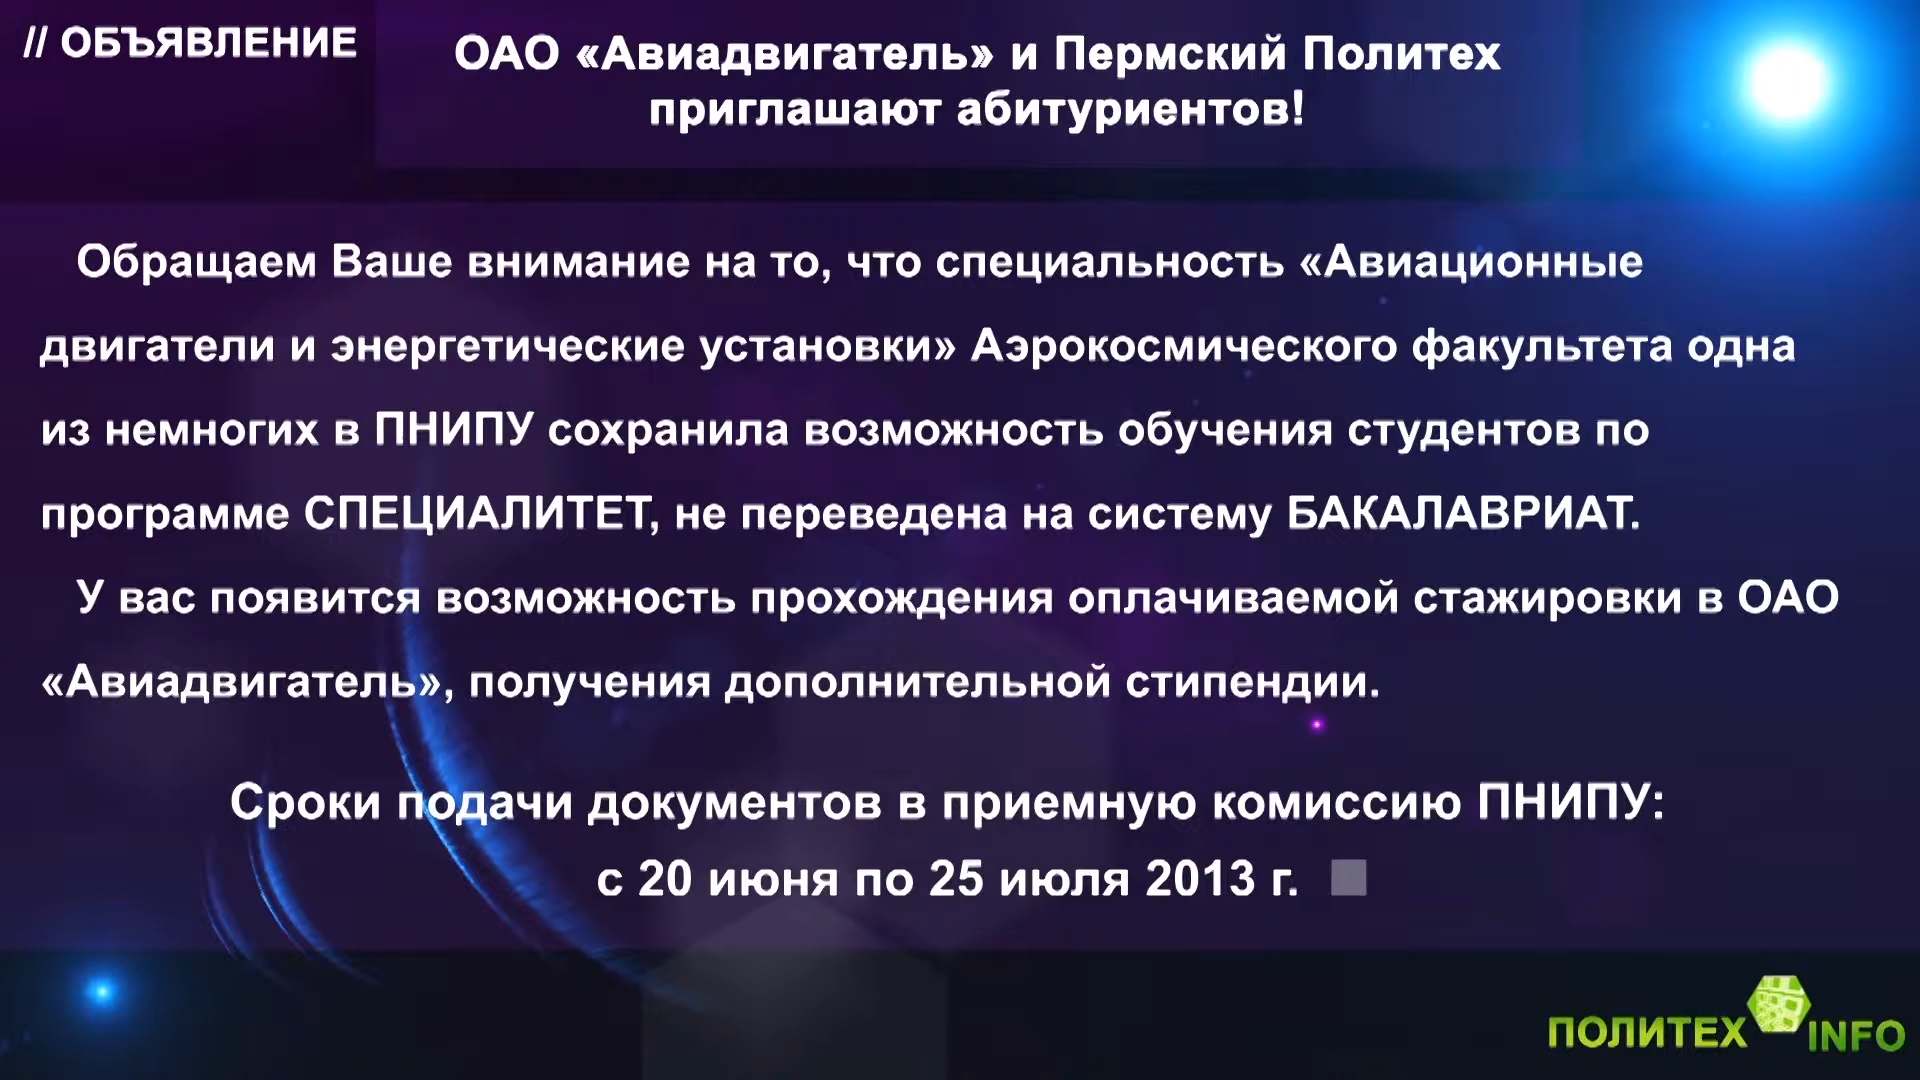 // ОБЪЯВЛЕНИЕ
ОАО «Авиадвигатель» и Пермский Политех
приглашают абитуриентов!
Обращаем Ваше внимание на то, что специальность «Авиационные
двигатели и энергетические установки» Аэрокосмического факультета одна
из немногих в ПНИПУ сохранила возможность обучения студентов по
программе СПЕЦИАЛИТЕТ, не переведена на систему БАКАЛАВРИАТ.
У вас появится возможность прохождения оплачиваемой стажировки в ОАО
«Авиадвигатель», получения дополнительной стипендии.
Сроки подачи документов в приемную комиссию ПНИПУ:
с 20 июня по 25 июля 2013 г.
ПОЛИТЕХ INFO